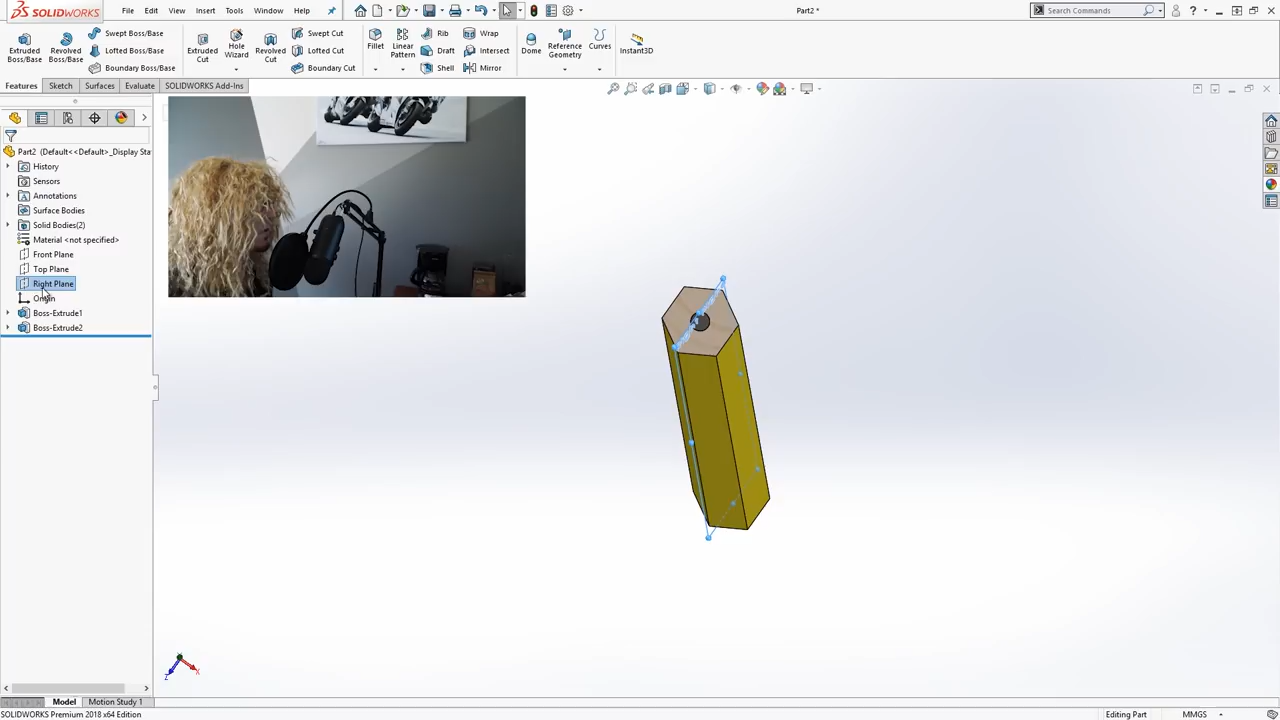 SOLIDWORKS File Edit View Insert Tools Window Help Part2 * Search Commands
Extruded Boss/Base Revolved Boss/Base Swept Boss/Base Lofted Boss/Base Boundary Boss/Base Extruded Cut Hole Wizard Revolved Cut Swept Cut Lofted Cut Boundary Cut Fillet Linear Pattern Rib Draft Shell Wrap Intersect Mirror Dome Reference Geometry Curves Instant3D
Features Sketch Surfaces Evaluate SOLIDWORKS Add-Ins
Part2 (Default<<Default>_Display Sta
History
Sensors
Annotations
Surface Bodies
Solid Bodies(2)
Material <not specified>
Front Plane
Top Plane
Right Plane
Origin
Boss-Extrude1
Boss-Extrude2
Z X
Model Motion Study 1
SOLIDWORKS Premium 2018 x64 Edition Editing Part MMGS